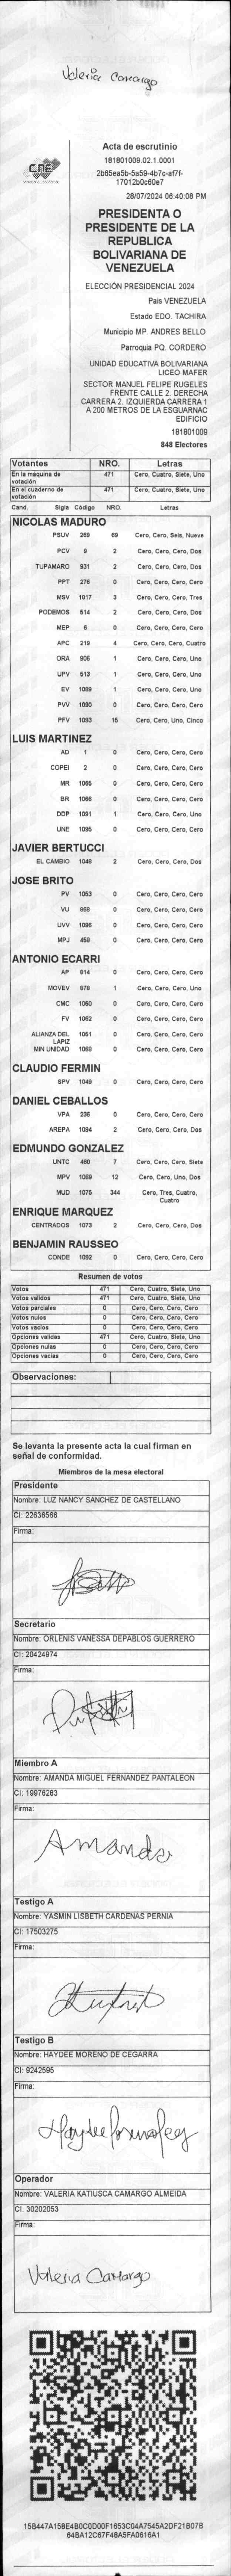 Valeria Camargo
CNE
Acta de escrutinio
181801009.02.1.0001
2b65ea5b-5a59-4b7c-af7f-
17012b0c60e7
28/07/2024 06:40:08 PM
PRESIDENTA O
PRESIDENTE DE LA
REPUBLICA
BOLIVARIANA DE
VENEZUELA
ELECCIÓN PRESIDENCIAL 2024
Pais VENEZUELA
Estado EDO. TACHIRA
Municipio MP. ANDRES BELLO
Parroquia PQ. CORDERO
UNIDAD EDUCATIVA BOLIVARIANA
LICEO MAFER
SECTOR MANUEL FELIPE RUGELES
FRENTE CALLE 2. DERECHA
CARRERA 2. IZQUIERDA CARRERA 1
A 200 METROS DE LA ESGUARNAC
EDIFICIO
181801009
848 Electores
Votantes NRO. Letras
En la máquina de votación 471 Cero, Cuatro, Siete, Uno
En el cuaderno de votación 471 Cero, Cuatro, Siete, Uno
Cand. Sigla Código NRO. Letras
NICOLAS MADURO
PSUV 269 69 Cero, Cero, Seis, Nueve
PCV 9 2 Cero, Cero, Cero, Dos
TUPAMARO 931 2 Cero, Cero, Cero, Dos
PPT 276 0 Cero, Cero, Cero, Cero
MSV 1017 3 Cero, Cero, Cero, Tres
PODEMOS 514 2 Cero, Cero, Cero, Dos
MEP 6 0 Cero, Cero, Cero, Cero
APC 219 4 Cero, Cero, Cero, Cuatro
ORA 906 1 Cero, Cero, Cero, Uno
UPV 513 1 Cero, Cero, Cero, Uno
EV 1089 1 Cero, Cero, Cero, Uno
PVV 1090 0 Cero, Cero, Cero, Cero
PFV 1093 15 Cero, Cero, Uno, Cinco
LUIS MARTINEZ
AD 1 0 Cero, Cero, Cero, Cero
COPEI 2 0 Cero, Cero, Cero, Cero
MR 1065 0 Cero, Cero, Cero, Cero
BR 1066 0 Cero, Cero, Cero, Cero
DDP 1091 1 Cero, Cero, Cero, Uno
UNE 1095 0 Cero, Cero, Cero, Cero
JAVIER BERTUCCI
EL CAMBIO 1046 2 Cero, Cero, Cero, Dos
JOSE BRITO
PV 1053 0 Cero, Cero, Cero, Cero
VU 968 0 Cero, Cero, Cero, Cero
UVV 1096 0 Cero, Cero, Cero, Cero
MPJ 458 0 Cero, Cero, Cero, Cero
ANTONIO ECARRI
AP 914 0 Cero, Cero, Cero, Cero
MOVEV 979 1 Cero, Cero, Cero, Uno
CMC 1050 0 Cero, Cero, Cero, Cero
FV 1062 0 Cero, Cero, Cero, Cero
ALIANZA DEL LAPIZ 1051 0 Cero, Cero, Cero, Cero
MIN UNIDAD 1068 0 Cero, Cero, Cero, Cero
CLAUDIO FERMIN
SPV 1048 0 Cero, Cero, Cero, Cero
DANIEL CEBALLOS
VPA 236 0 Cero, Cero, Cero, Cero
AREPA 1094 2 Cero, Cero, Cero, Dos
EDMUNDO GONZALEZ
UNTC 460 7 Cero, Cero, Cero, Siete
MPV 1069 12 Cero, Cero, Uno, Dos
MUD 1075 344 Cero, Tres, Cuatro, Cuatro
ENRIQUE MARQUEZ
CENTRADOS 1073 2 Cero, Cero, Cero, Dos
BENJAMIN RAUSSEO
CONDE 1092 0 Cero, Cero, Cero, Cero
Resumen de votos
Votos 471 Cero, Cuatro, Siete, Uno
Votos validos 471 Cero, Cuatro, Siete, Uno
Votos parciales 0 Cero, Cero, Cero, Cero
Votos nulos 0 Cero, Cero, Cero, Cero
Votos vacios 0 Cero, Cero, Cero, Cero
Opciones validas 471 Cero, Cuatro, Siete, Uno
Opciones nulas 0 Cero, Cero, Cero, Cero
Opciones vacias 0 Cero, Cero, Cero, Cero
Observaciones:
Se levanta la presente acta la cual firman en
señal de conformidad.
Miembros de la mesa electoral
Presidente
Nombre: LUZ NANCY SANCHEZ DE CASTELLANO
CI: 22636566
Firma:
Secretario
Nombre: ORLENIS VANESSA DEPABLOS GUERRERO
CI: 20424974
Firma:
Miembro A
Nombre: AMANDA MIGUEL FERNANDEZ PANTALEON
CI: 19976283
Firma:
Amanda
Testigo A
Nombre: YASMIN LISBETH CARDENAS PERNIA
CI: 17503275
Firma:
Testigo B
Nombre: HAYDEE MORENO DE CEGARRA
CI: 9242595
Firma:
Operador
Nombre: VALERIA KATIUSCA CAMARGO ALMEIDA
CI: 30202053
Firma:
Valeria Camargo
15B447A158E4B0C0D00F1653C04A7545A2DF21B07B
64BA12C67F48A5FA0616A1